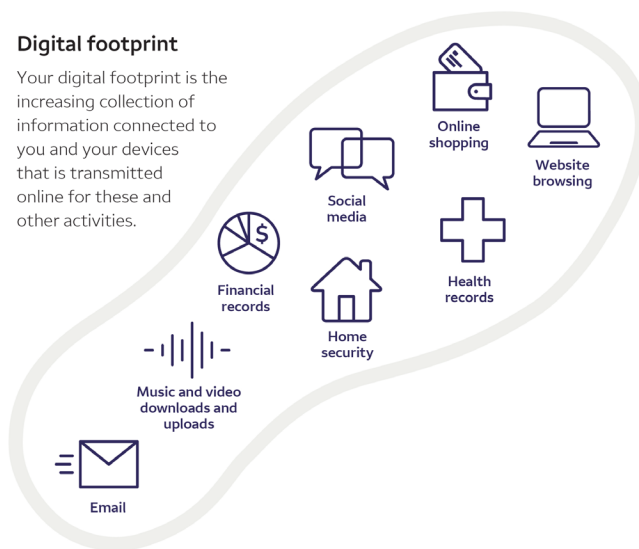 Digital footprint
Your digital footprint is the
increasing collection of
information connected to
you and your devices
that is transmitted
online for these and
other activities.
Online
shopping
Website
browsing
Social
media
Health
records
$
Financial
records
Home
security
Music and video
downloads and
uploads
Email